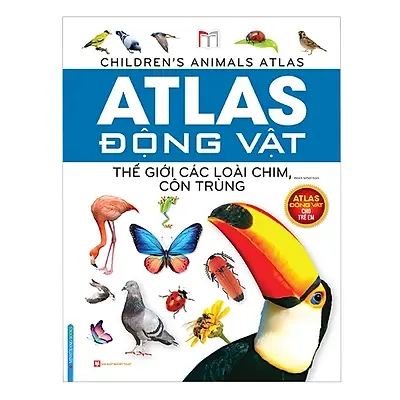 CHILDREN'S ANIMALS ATLAS
ATLAS
ĐỘNG VẬT
THẾ GIỚI CÁC LOÀI CHIM,
CÔN TRÙNG
ATLAS
ĐỘNG VẬT
CHO
TRẺ EM